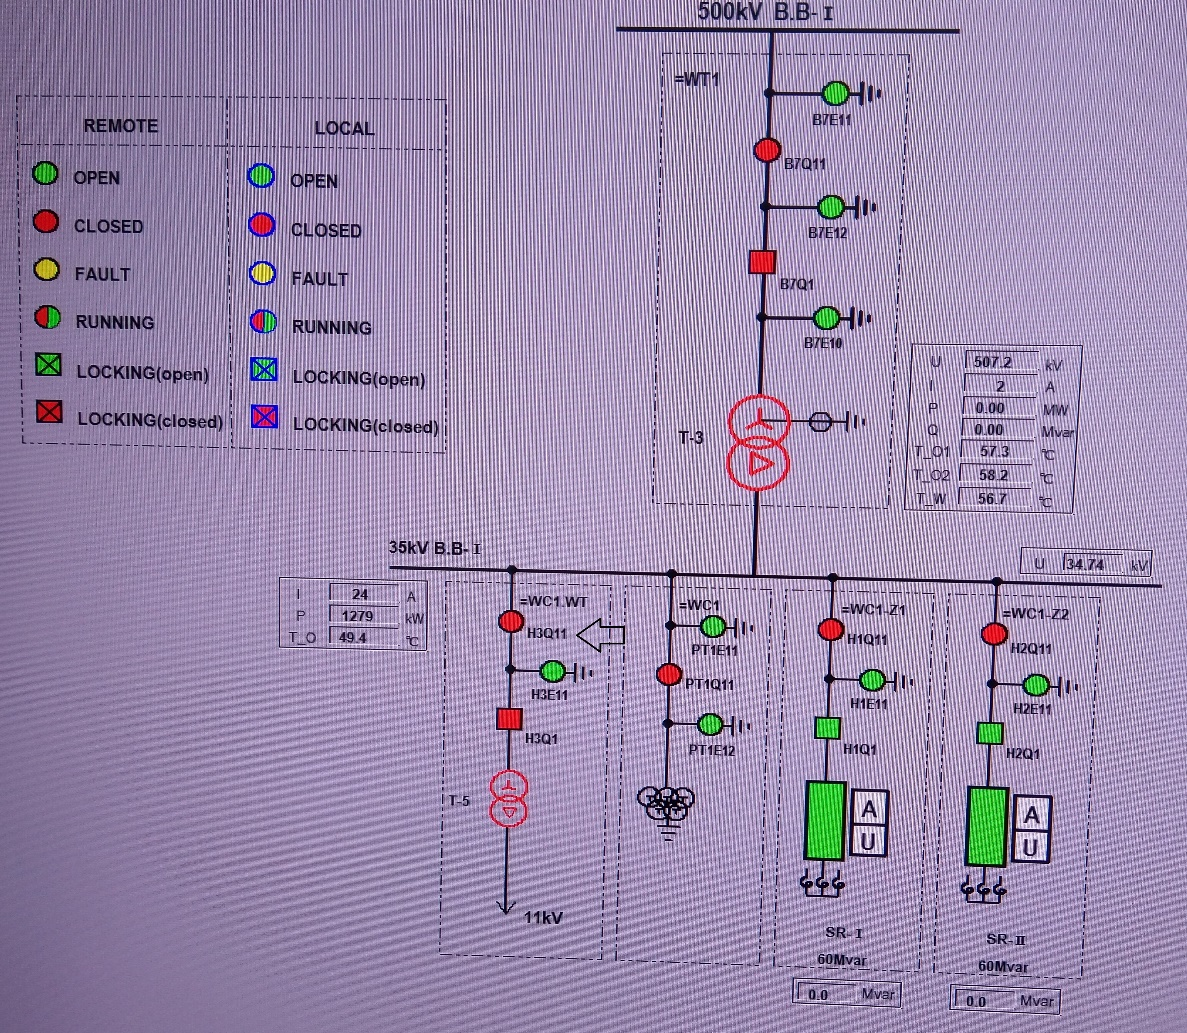 500kV B.B-I
=WT1
B7E11
B7Q11
B7E12
B7Q1
B7E10
T-3
REMOTE LOCAL
OPEN OPEN
CLOSED CLOSED
FAULT FAULT
RUNNING RUNNING
LOCKING(open) LOCKING(open)
LOCKING(closed) LOCKING(closed)
U 507.2 kV
I 2 A
P 0.00 MW
Q 0.00 Mvar
T_O1 57.3 °C
T_O2 58.2 °C
T_W 56.7 °C
35kV B.B-I
U 34.74 kV
I 24 A
P 1279 kW
T_O 49.4 °C
=WC1.WT
H3Q11
H3E11
H3Q1
T-5
11kV
=WC1
PT1E11
PT1Q11
PT1E12
=WC1-Z1
H1Q11
H1E11
H1Q1
A
U
SR-I
60Mvar
0.0 Mvar
=WC1-Z2
H2Q11
H2E11
H2Q1
A
U
SR-II
60Mvar
0.0 Mvar